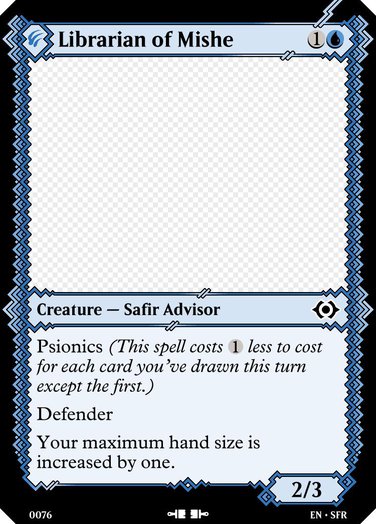 Librarian of Mishe 1
Creature — Safir Advisor
Psionics (This spell costs 1 less to cost
for each card you've drawn this turn
except the first.)
Defender
Your maximum hand size is
increased by one.
2/3
0076 EN • SFR